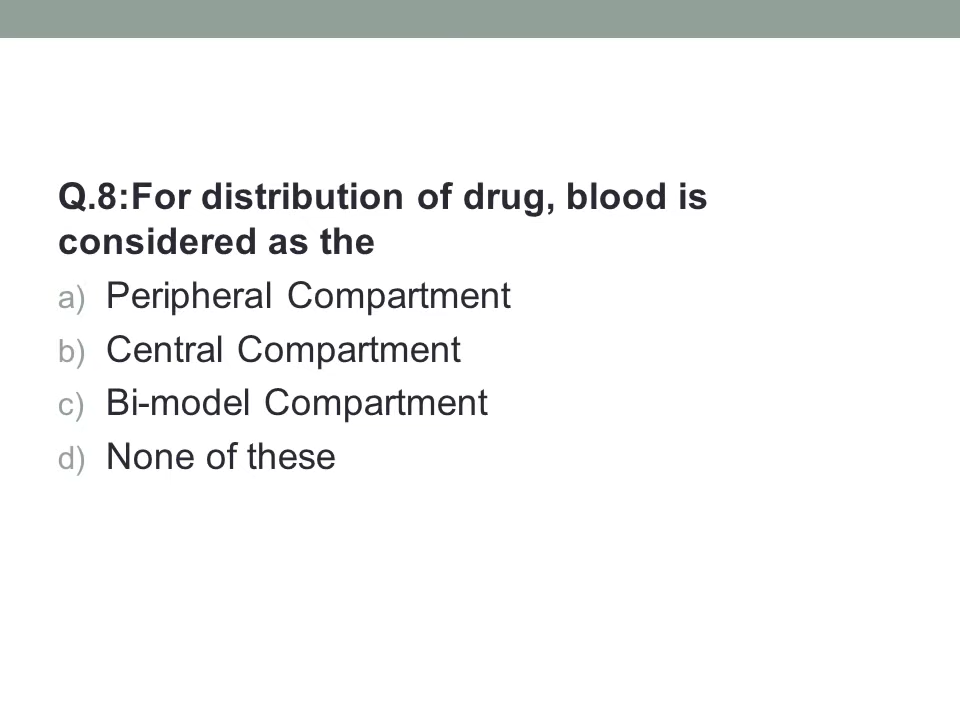 Q.8:For distribution of drug, blood is
considered as the
a) Peripheral Compartment
b) Central Compartment
c) Bi-model Compartment
d) None of these